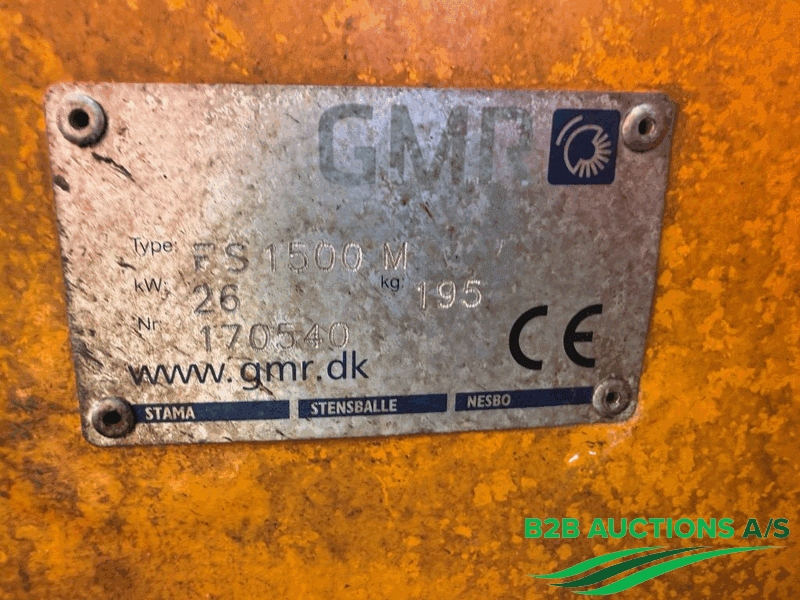 GMR
Type: FS 1500 M
kW: 26 kg: 195
Nr 170540
www.gmr.dk
CE
STAMA STENSBALLE NESBO
B2B AUCTIONS A/S